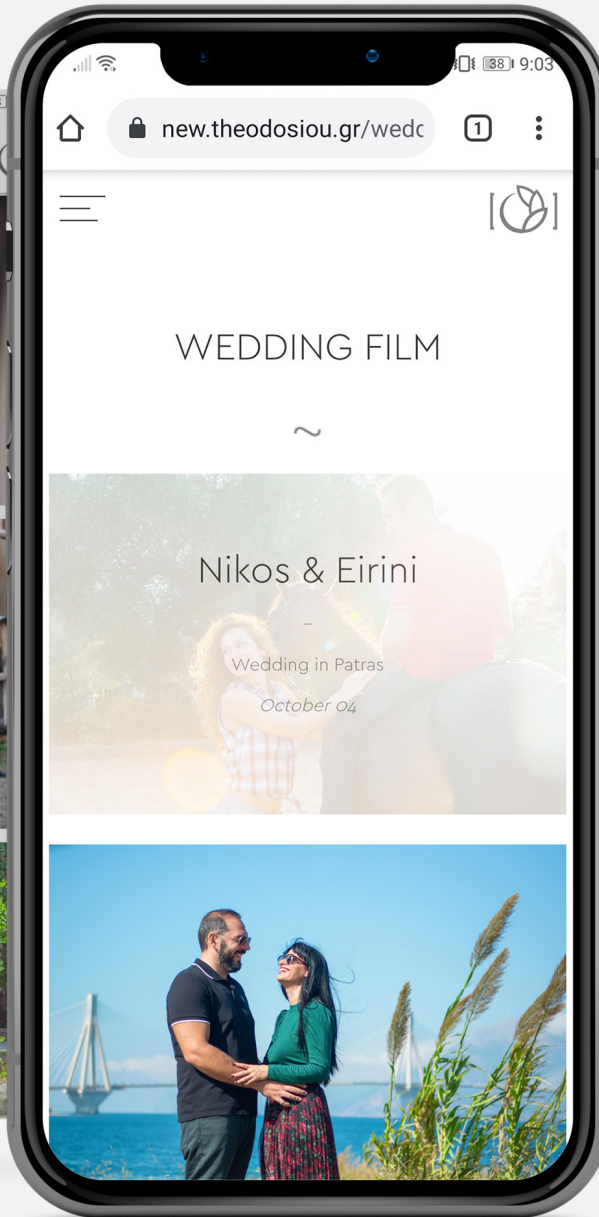 38 9:03
new.theodosiou.gr/wedc
1
WEDDING FILM
~
Nikos & Eirini
–
Wedding in Patras
October 04